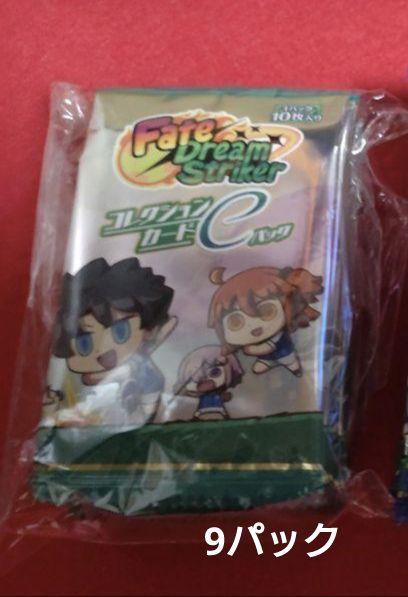 1パック
10枚入り
Fate
Dream
Striker
コレクション
カード
eパック
9パック